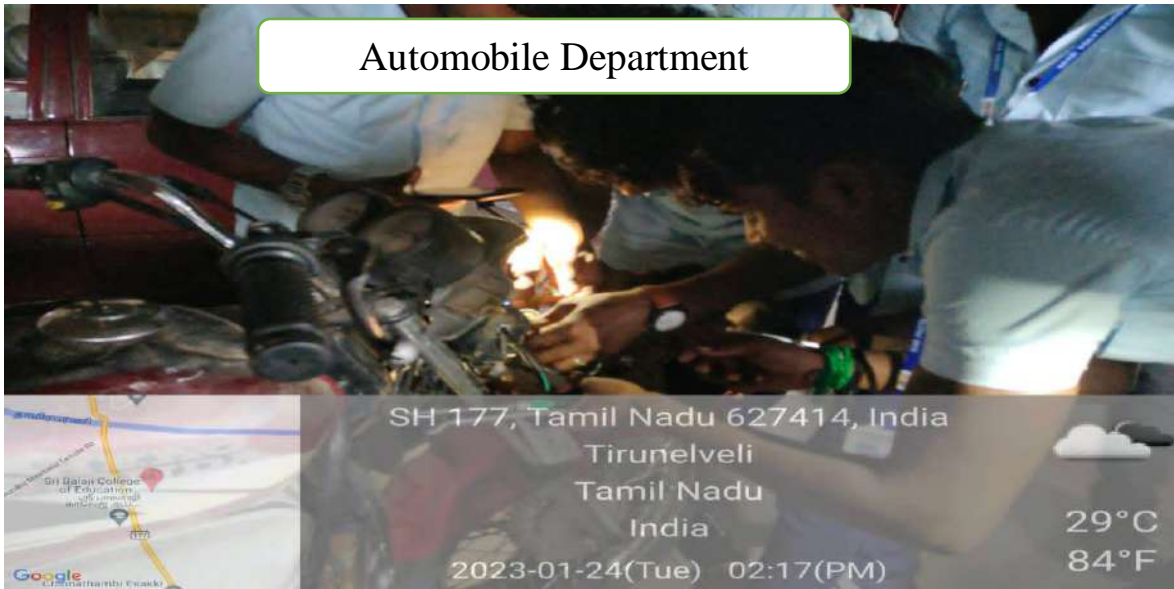 Automobile Department
SH 177, Tamil Nadu 627414, India
Tirunelveli
Tamil Nadu
India
2023-01-24(Tue) 02:17(PM)
29°C
84°F
Sri Balaji College
of Education
Google